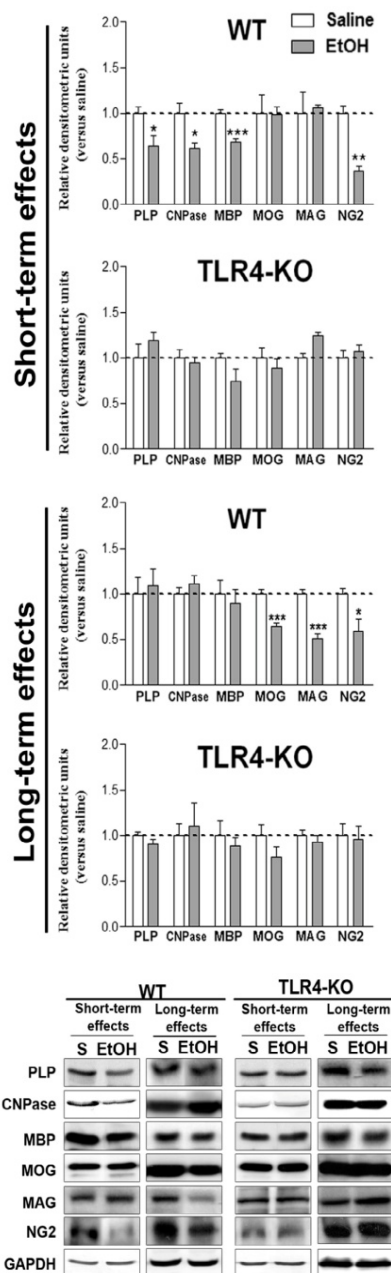 Saline
EtOH
WT
Short-term effects
Relative densitometric units
(versus saline)
2.0
1.5
1.0
0.5
0.0
* * *** **
PLP CNPase MBP MOG MAG NG2
TLR4-KO
Relative densitometric units
(versus saline)
2.0
1.5
1.0
0.5
0.0
PLP CNPase MBP MOG MAG NG2
WT
Long-term effects
Relative densitometric units
(versus saline)
2.0
1.5
1.0
0.5
0.0
*** *** *
PLP CNPase MBP MOG MAG NG2
TLR4-KO
Relative densitometric units
(versus saline)
2.0
1.5
1.0
0.5
0.0
PLP CNPase MBP MOG MAG NG2
WT TLR4-KO
Short-term Long-term Short-term Long-term
effects effects effects effects
S EtOH S EtOH S EtOH S EtOH
PLP
CNPase
MBP
MOG
MAG
NG2
GAPDH